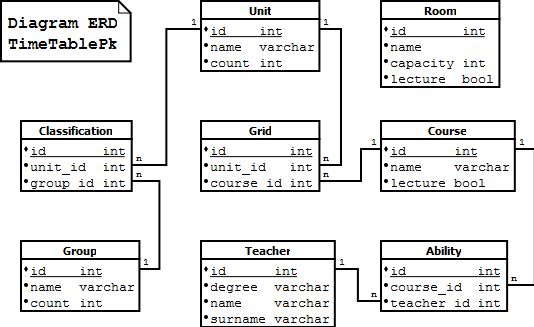 Diagram ERD
TimeTablePk
Unit
id int
name varchar
count int
Room
id int
name
capacity int
lecture bool
1
1
Classification
id int
unit_id int
group id int
n
n
Grid
id int
unit_id int
course id int
n
n
Course
id int
name varchar
lecture bool
1
1
Group
id int
name varchar
count int
1
Teacher
id int
degree varchar
name varchar
surname varchar
1
Ability
id int
course_id int
teacher id int
n
n